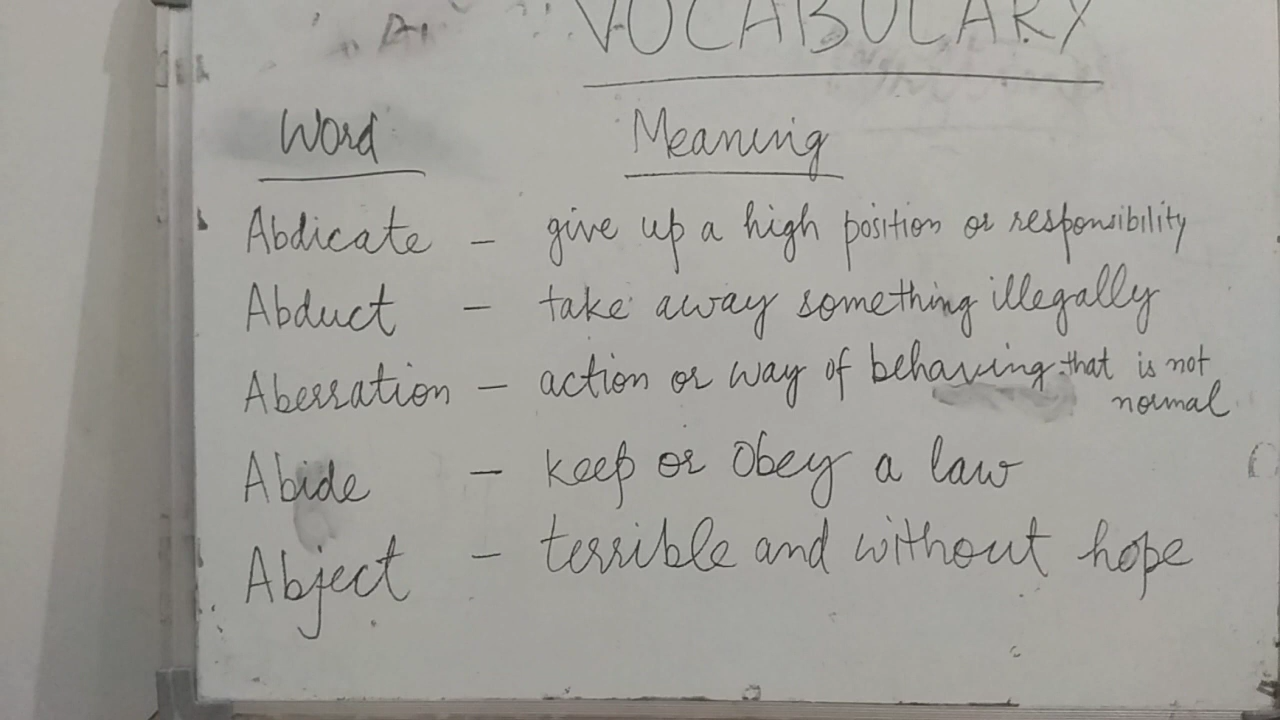 VOCABULARY
Word Meaning
Abdicate - give up a high position or responsibility
Abduct - take away something illegally
Aberration - action or way of behaving that is not
normal
Abide - keep or obey a law
Abject - terrible and without hope